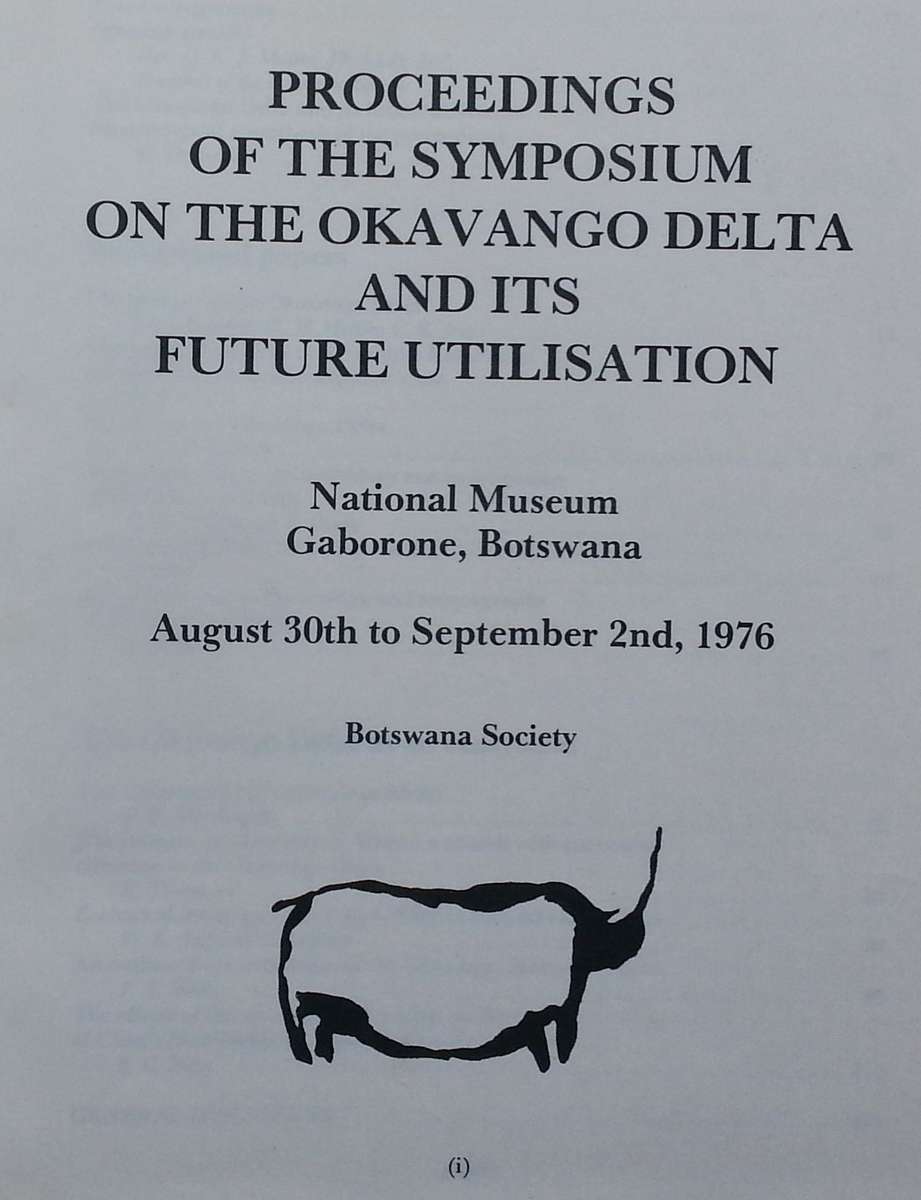 PROCEEDINGS
OF THE SYMPOSIUM
ON THE OKAVANGO DELTA
AND ITS
FUTURE UTILISATION
National Museum
Gaborone, Botswana
August 30th to September 2nd, 1976
Botswana Society
(i)